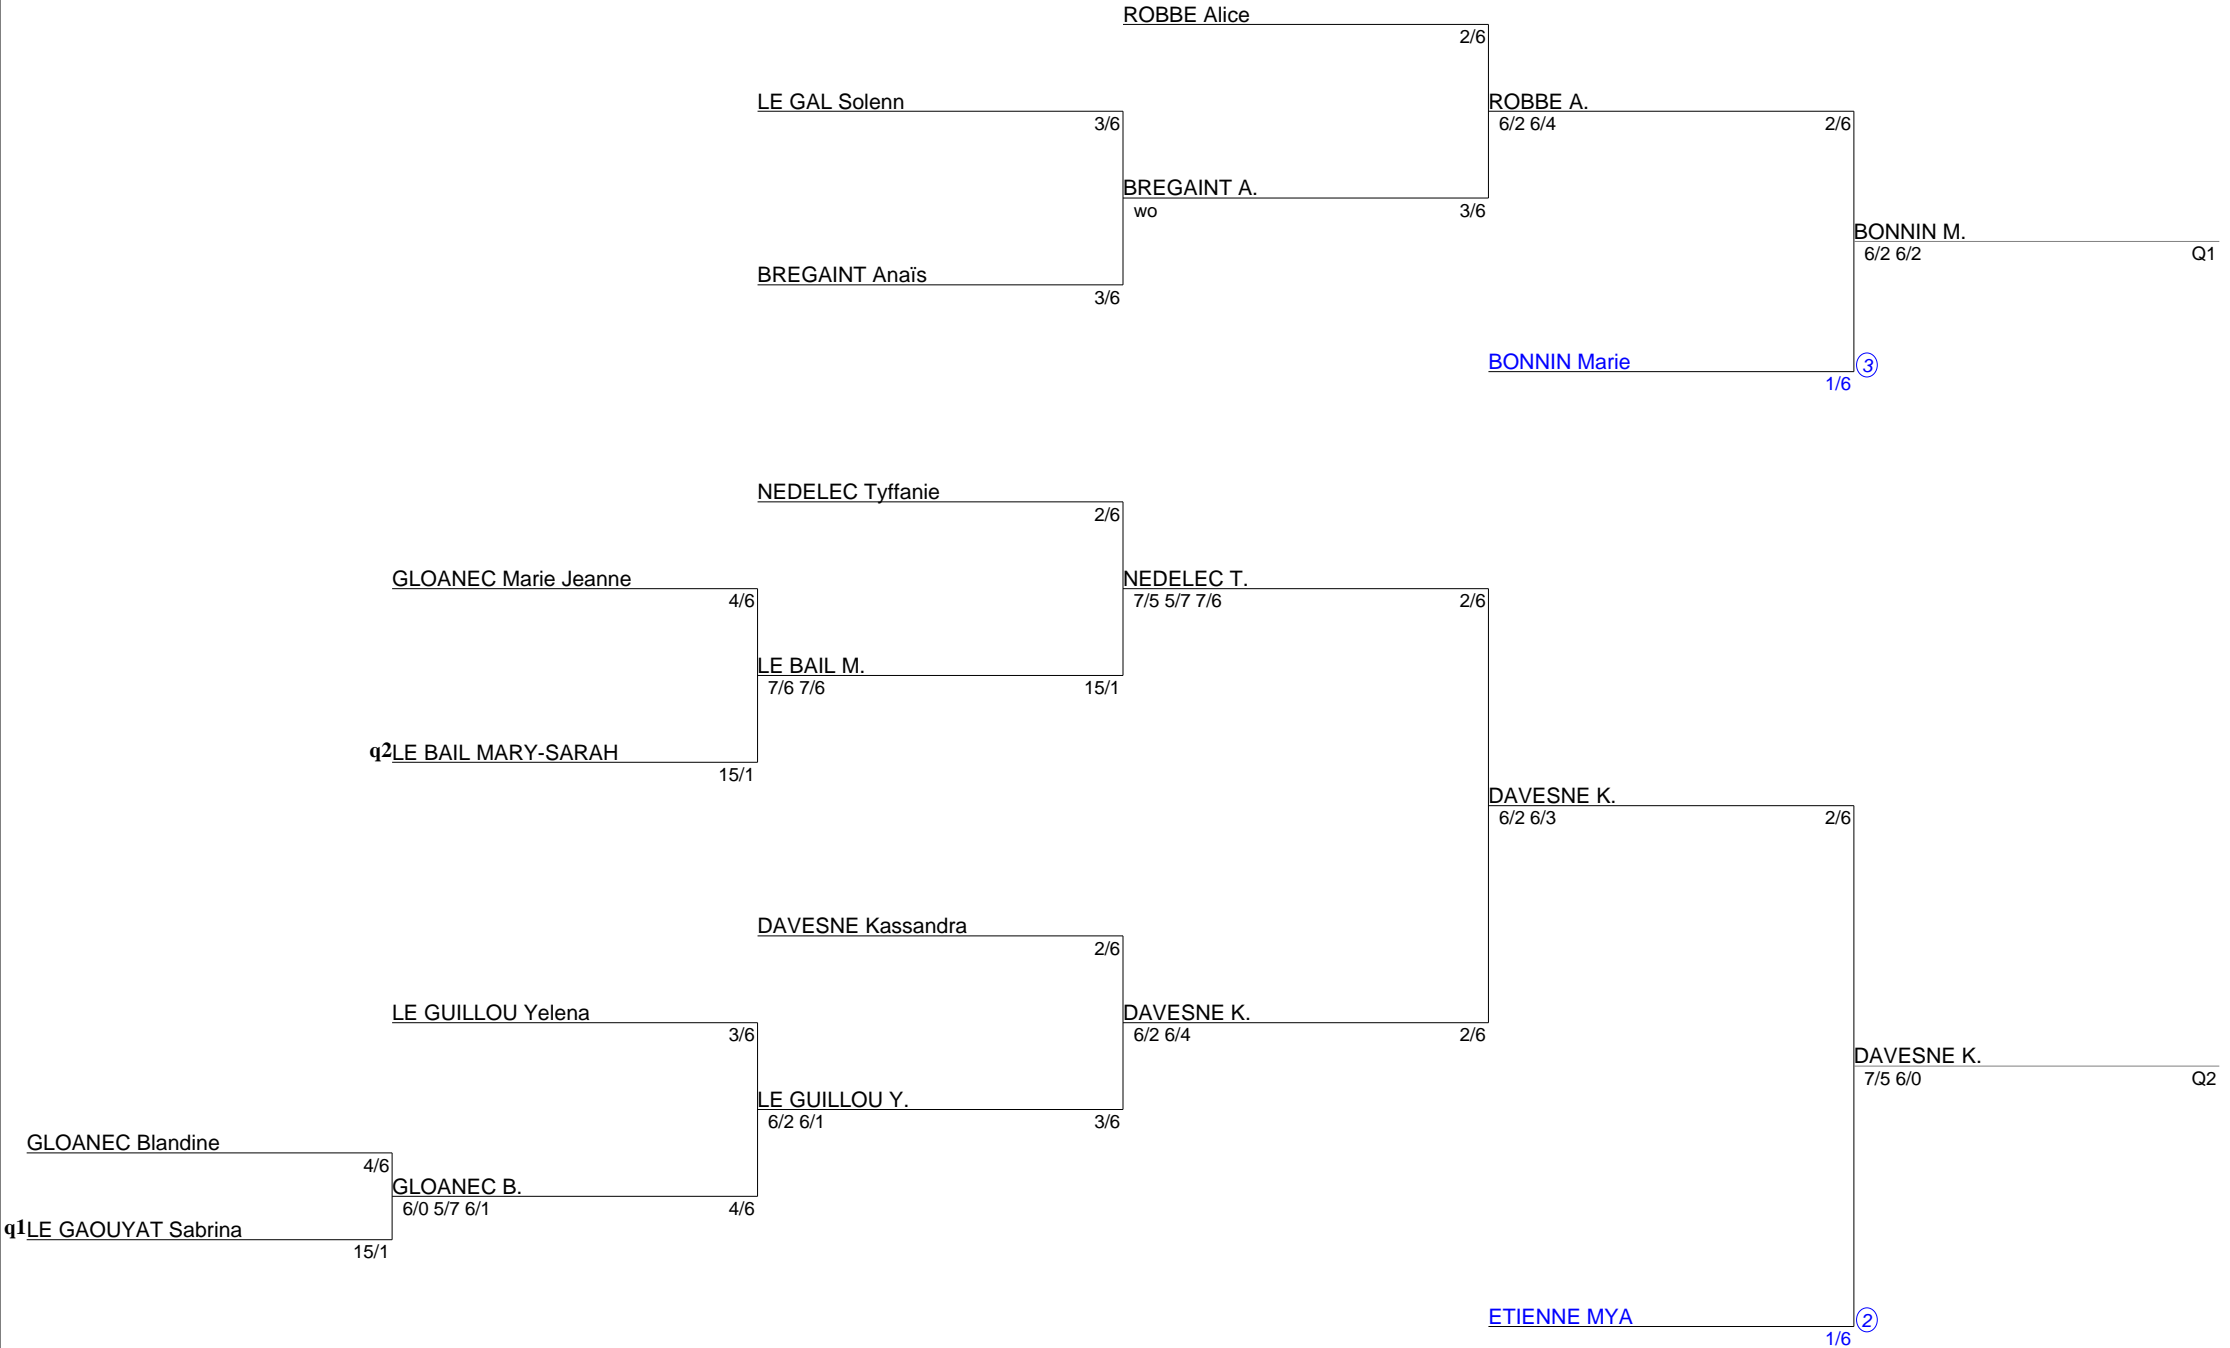 ROBBE Alice
2/6
LE GAL Solenn
3/6
ROBBE A.
6/2 6/4
2/6
BREGAINT A.
wo
3/6
BONNIN M.
6/2 6/2
Q1
BREGAINT Anaïs
3/6
BONNIN Marie
3
1/6
NEDELEC Tyffanie
2/6
GLOANEC Marie Jeanne
4/6
NEDELEC T.
7/5 5/7 7/6
2/6
LE BAIL M.
7/6 7/6
15/1
q2 LE BAIL MARY-SARAH
15/1
DAVESNE K.
6/2 6/3
2/6
DAVESNE Kassandra
2/6
LE GUILLOU Yelena
3/6
DAVESNE K.
6/2 6/4
2/6
DAVESNE K.
7/5 6/0
Q2
LE GUILLOU Y.
6/2 6/1
3/6
GLOANEC Blandine
4/6
GLOANEC B.
6/0 5/7 6/1
4/6
q1 LE GAOUYAT Sabrina
15/1
ETIENNE MYA
2
1/6